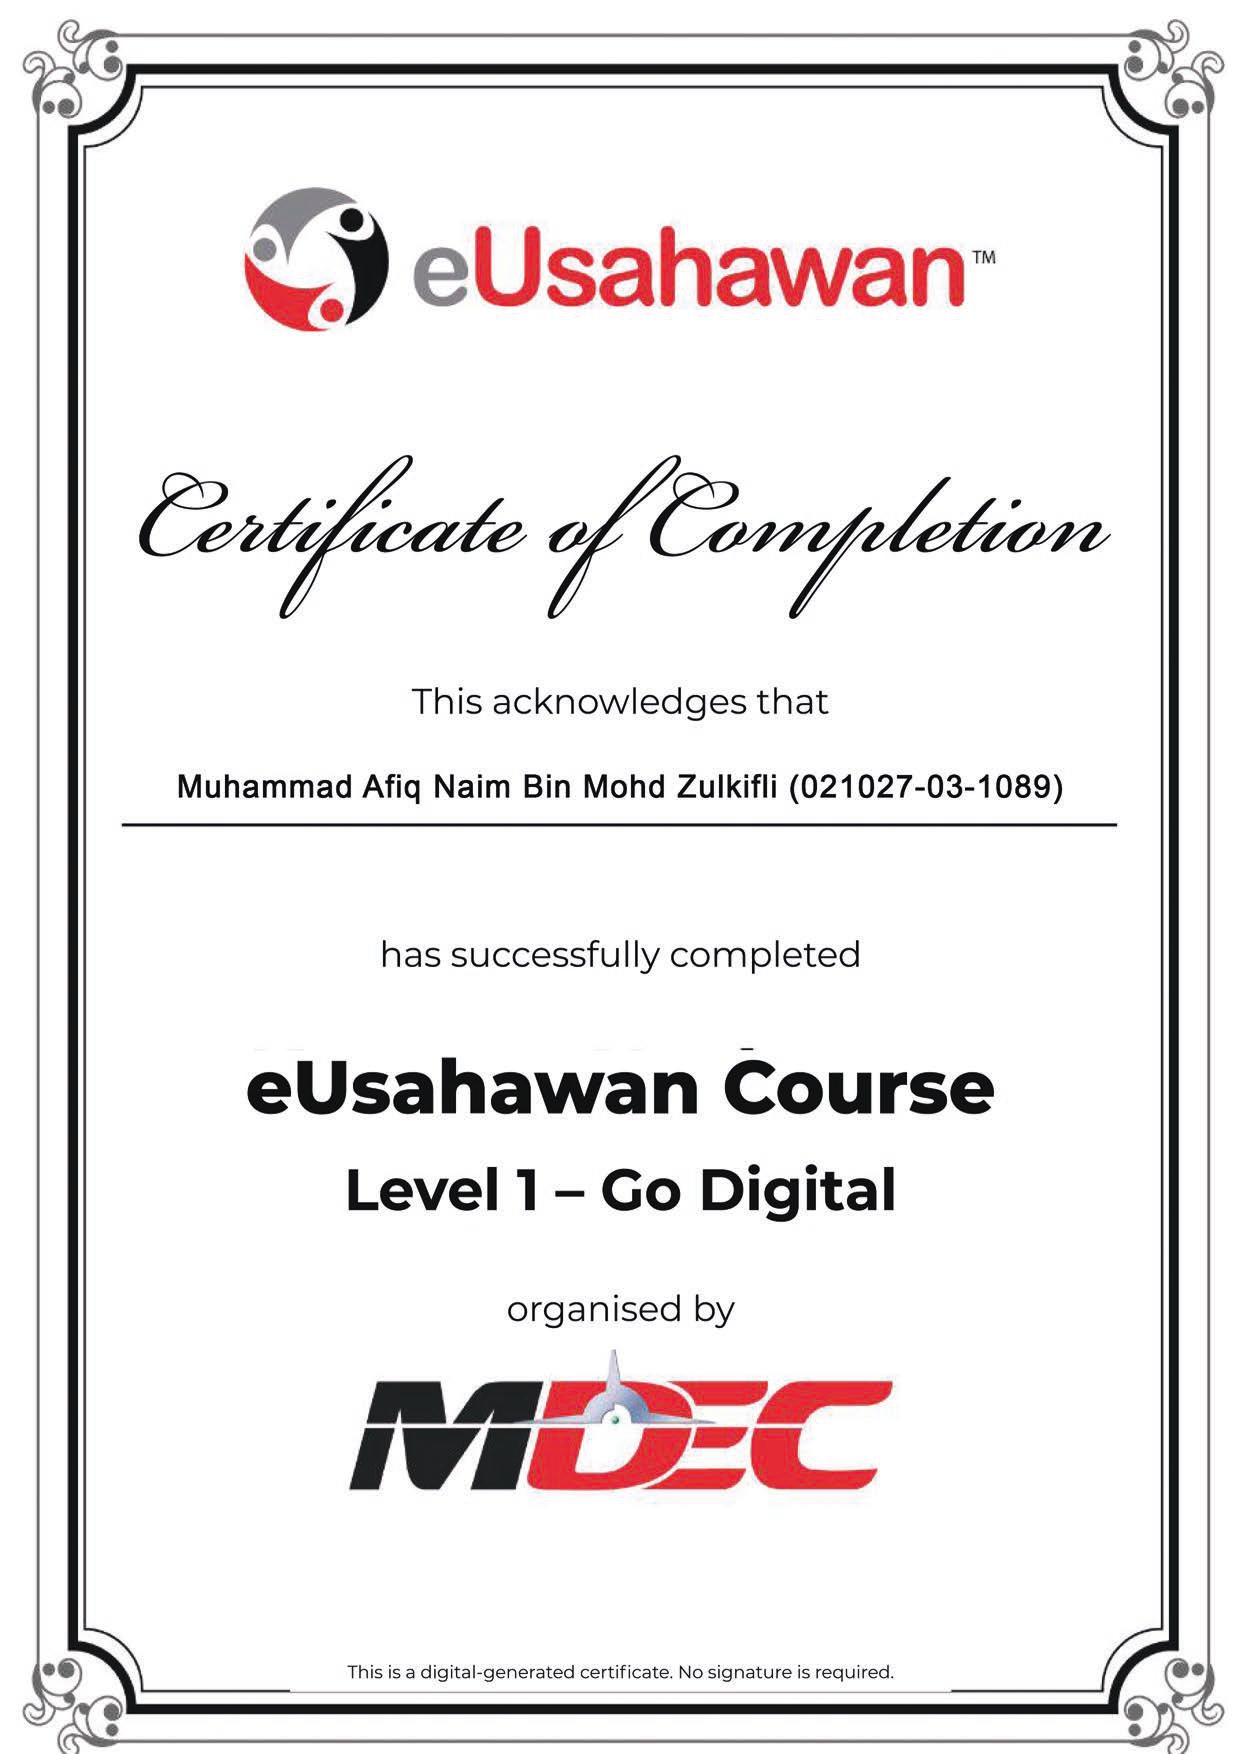 eUsahawan™
Certificate of Completion
This acknowledges that
Muhammad Afiq Naim Bin Mohd Zulkifli (021027-03-1089)
has successfully completed
eUsahawan Course
Level 1 – Go Digital
organised by
MDEC
This is a digital-generated certificate. No signature is required.